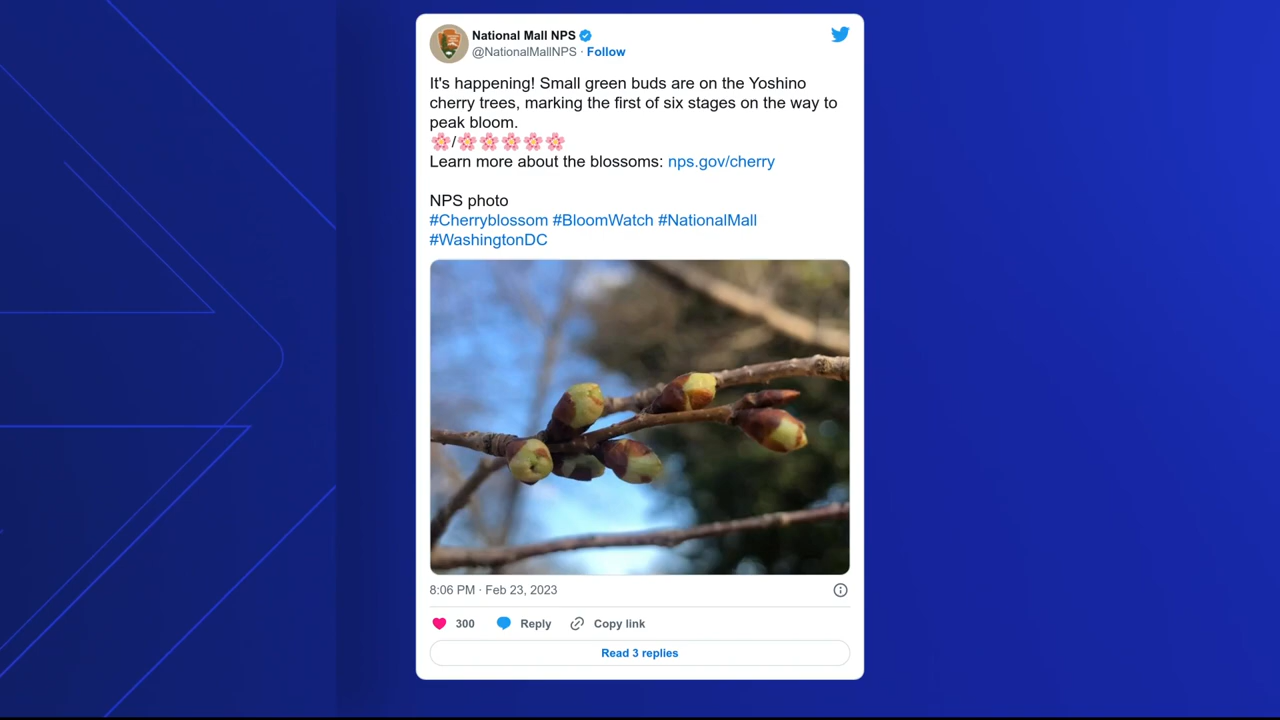 National Mall NPS
@NationalMallNPS · Follow
It's happening! Small green buds are on the Yoshino
cherry trees, marking the first of six stages on the way to
peak bloom.
🌸/🌸🌸🌸🌸🌸
Learn more about the blossoms: nps.gov/cherry
NPS photo
#Cherryblossom #BloomWatch #NationalMall
#WashingtonDC
8:06 PM · Feb 23, 2023
300 Reply Copy link
Read 3 replies